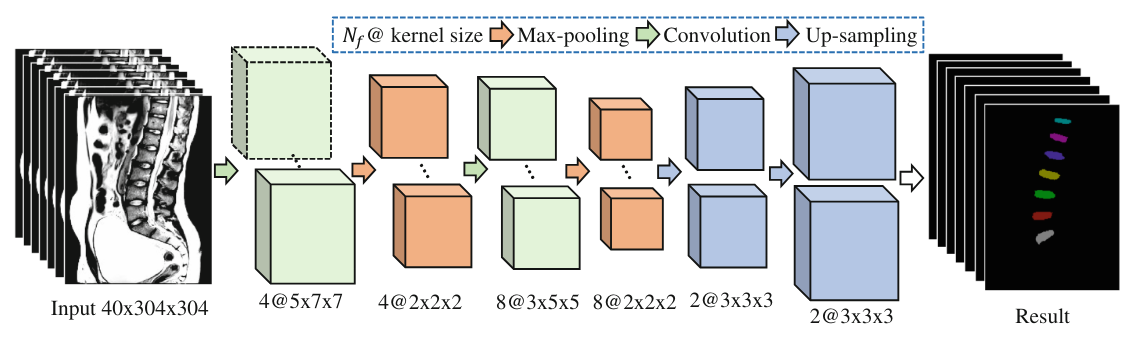 N_f @ kernel size Max-pooling Convolution Up-sampling
Input 40x304x304
4@5x7x7
4@2x2x2
8@3x5x5
8@2x2x2
2@3x3x3
2@3x3x3
Result